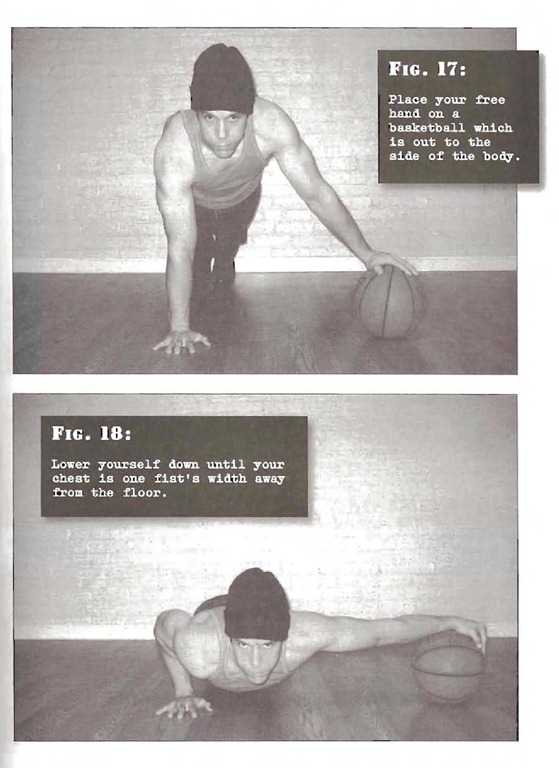 Fig. 17:
Place your free
hand on a
basketball which
is out to the
side of the body.
Fig. 18:
Lower yourself down until your
chest is one fist's width away
from the floor.